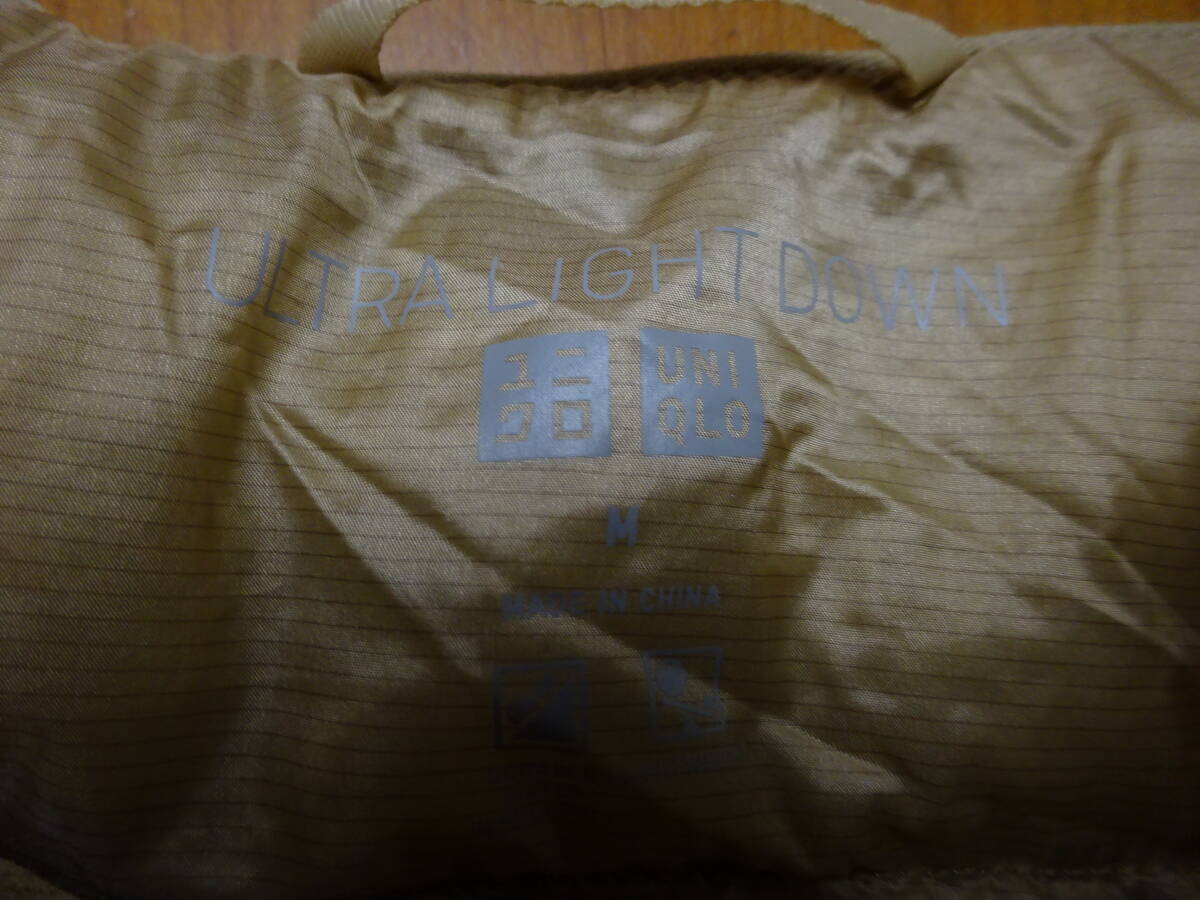 ULTRA LIGHT DOWN
ユニ UNI
クロ QLO
M
MADE IN CHINA